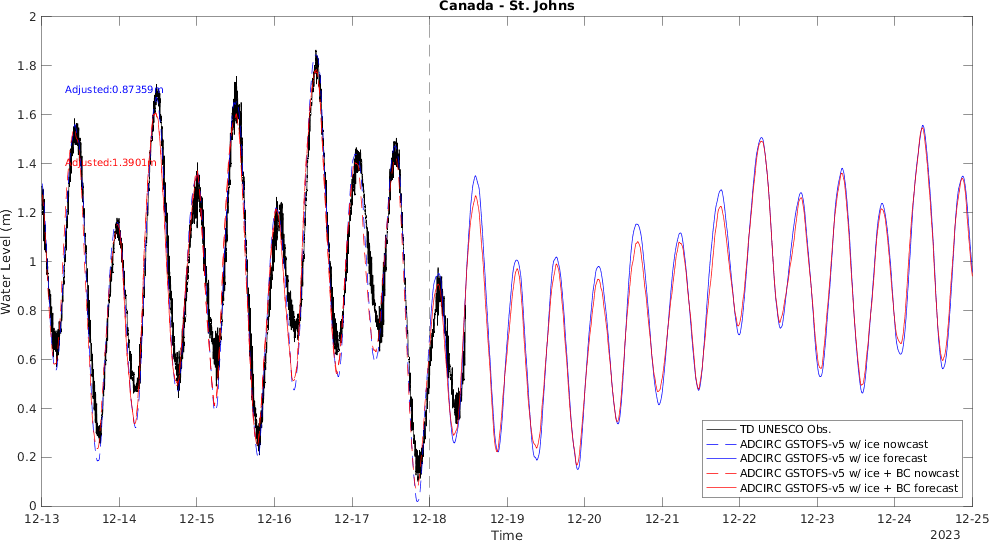 Canada - St. Johns
2
1.8
Adjusted:0.87359m
1.6
1.4
Adjusted:1.3901m
1.2
1
0.8
0.6
0.4
0.2
0
Water Level (m)
TD UNESCO Obs.
ADCIRC GSTOFS-v5 w/ ice nowcast
ADCIRC GSTOFS-v5 w/ ice forecast
ADCIRC GSTOFS-v5 w/ ice + BC nowcast
ADCIRC GSTOFS-v5 w/ ice + BC forecast
12-13 12-14 12-15 12-16 12-17 12-18 12-19 12-20 12-21 12-22 12-23 12-24 12-25
Time
2023